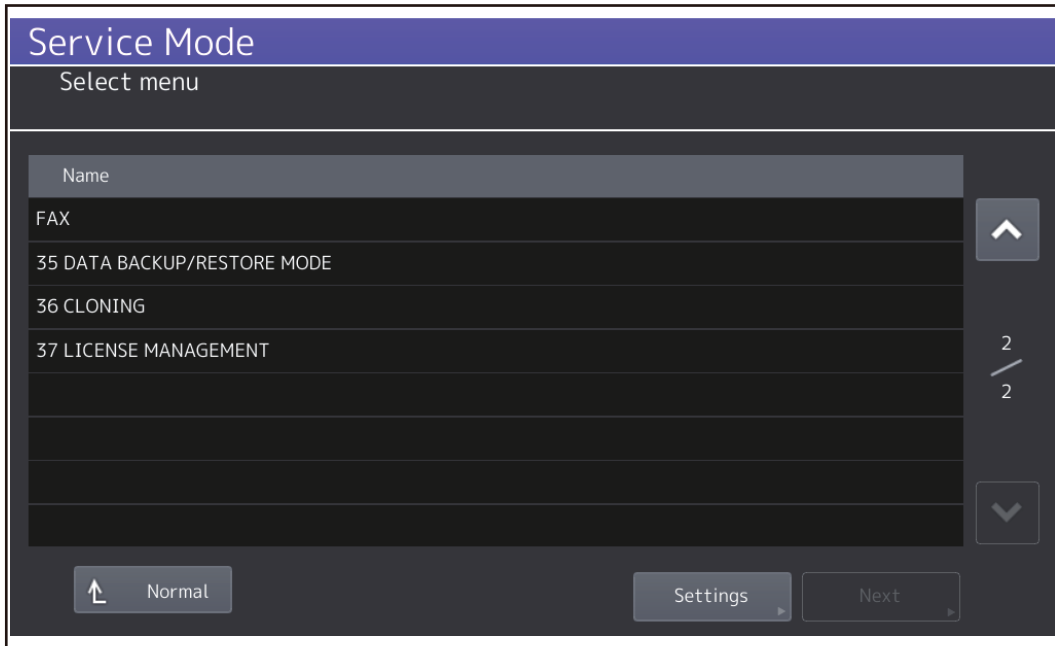 Service Mode
Select menu
Name
FAX
35 DATA BACKUP/RESTORE MODE
36 CLONING
37 LICENSE MANAGEMENT
2
2
Normal
Settings
Next